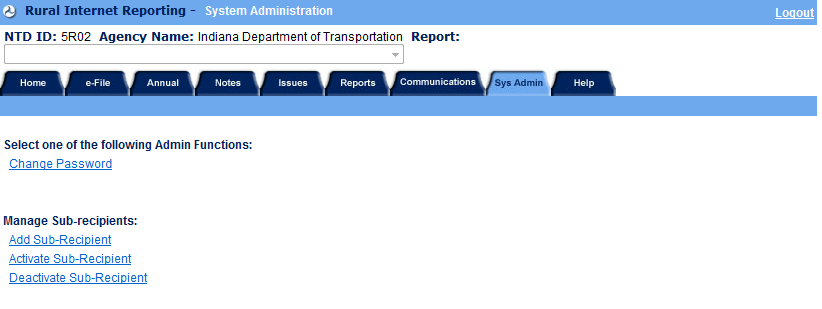 Rural Internet Reporting - System Administration Logout
NTD ID: 5R02 Agency Name: Indiana Department of Transportation Report:
Home e-File Annual Notes Issues Reports Communications Sys Admin Help
Select one of the following Admin Functions:
Change Password
Manage Sub-recipients:
Add Sub-Recipient
Activate Sub-Recipient
Deactivate Sub-Recipient